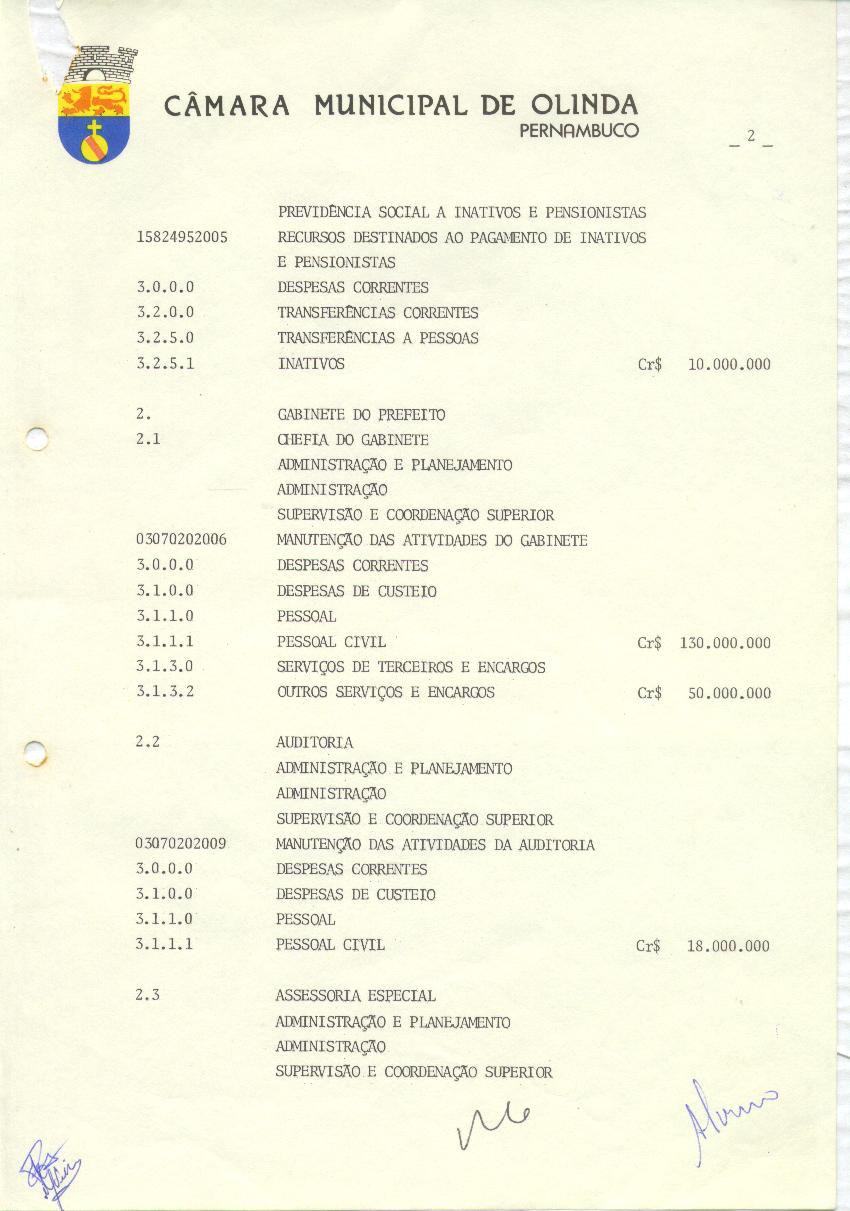 CÂMARA MUNICIPAL DE OLINDA
PERNAMBUCO
_ 2 _
PREVIDÊNCIA SOCIAL A INATIVOS E PENSIONISTAS
15824952005 RECURSOS DESTINADOS AO PAGAMENTO DE INATIVOS
E PENSIONISTAS
3.0.0.0 DESPESAS CORRENTES
3.2.0.0 TRANSFERÊNCIAS CORRENTES
3.2.5.0 TRANSFERÊNCIAS A PESSOAS
3.2.5.1 INATIVOS Cr$ 10.000.000
2. GABINETE DO PREFEITO
2.1 CHEFIA DO GABINETE
ADMINISTRAÇÃO E PLANEJAMENTO
ADMINISTRAÇÃO
SUPERVISÃO E COORDENAÇÃO SUPERIOR
03070202006 MANUTENÇÃO DAS ATIVIDADES DO GABINETE
3.0.0.0 DESPESAS CORRENTES
3.1.0.0 DESPESAS DE CUSTEIO
3.1.1.0 PESSOAL
3.1.1.1 PESSOAL CIVIL Cr$ 130.000.000
3.1.3.0 SERVIÇOS DE TERCEIROS E ENCARGOS
3.1.3.2 OUTROS SERVIÇOS E ENCARGOS Cr$ 50.000.000
2.2 AUDITORIA
ADMINISTRAÇÃO E PLANEJAMENTO
ADMINISTRAÇÃO
SUPERVISÃO E COORDENAÇÃO SUPERIOR
03070202009 MANUTENÇÃO DAS ATIVIDADES DA AUDITORIA
3.0.0.0 DESPESAS CORRENTES
3.1.0.0 DESPESAS DE CUSTEIO
3.1.1.0 PESSOAL
3.1.1.1 PESSOAL CIVIL Cr$ 18.000.000
2.3 ASSESSORIA ESPECIAL
ADMINISTRAÇÃO E PLANEJAMENTO
ADMINISTRAÇÃO
SUPERVISÃO E COORDENAÇÃO SUPERIOR